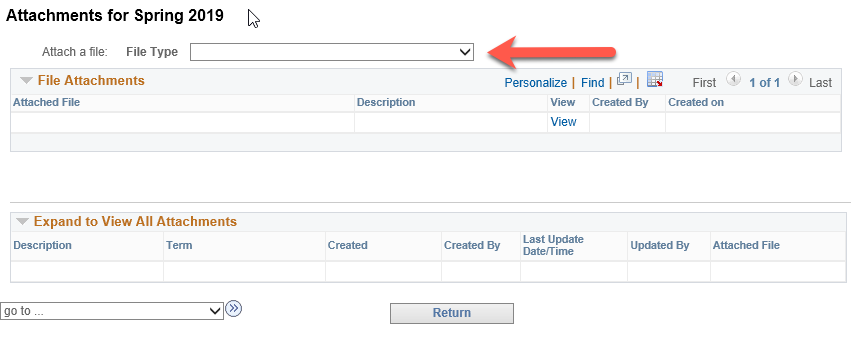 Attachments for Spring 2019
Attach a file: File Type
File Attachments Personalize | Find | | First 1 of 1 Last
Attached File Description View Created By Created on
View
Expand to View All Attachments
Description Term Created Created By Last Update Date/Time Updated By Attached File
go to ... Return